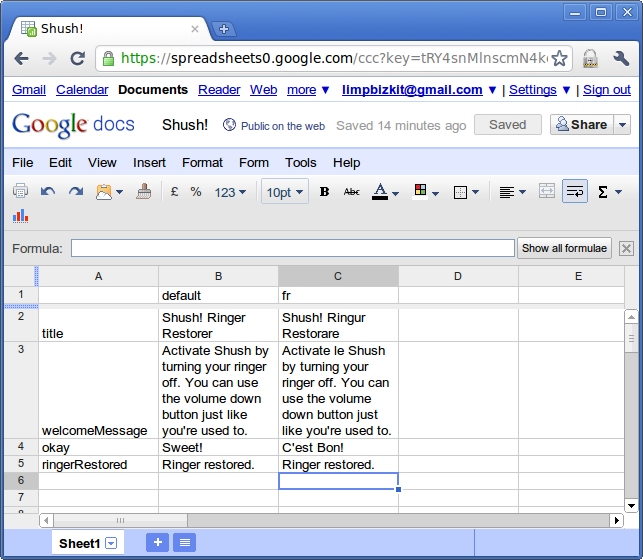 Shush!
https://spreadsheets0.google.com/ccc?key=tRY4snMlnscmN4k
Gmail Calendar Documents Reader Web more ▼ limpbizkit@gmail.com ▼ | Settings ▼ | Sign out
Google docs Shush! Public on the web Saved 14 minutes ago Saved Share
File Edit View Insert Format Form Tools Help
£ % 123 10pt B Abc A Σ
Formula: Show all formulae
A B C D E
1 default fr
2 title Shush! Ringer Shush! Ringur
Restorer Restorare
3 Activate Shush by Activate le Shush
turning your ringer by turning your
off. You can use ringer off. You can
the volume down use the volume
button just like down button just
welcomeMessage you're used to. like you're used to.
4 okay Sweet! C'est Bon!
5 ringerRestored Ringer restored. Ringer restored.
6
7
Sheet1